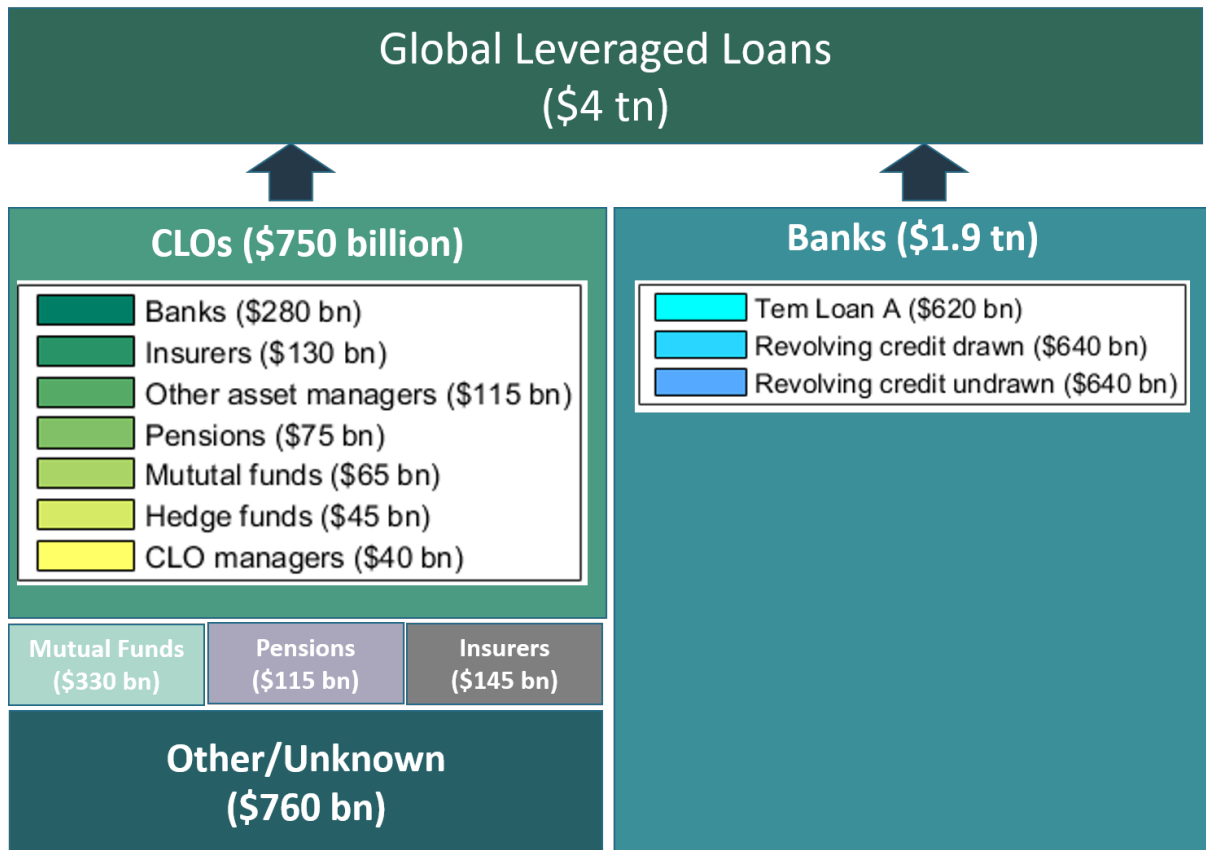 Global Leveraged Loans
($4 tn)
CLOs ($750 billion)
Banks ($280 bn)
Insurers ($130 bn)
Other asset managers ($115 bn)
Pensions ($75 bn)
Mututal funds ($65 bn)
Hedge funds ($45 bn)
CLO managers ($40 bn)
Banks ($1.9 tn)
Tem Loan A ($620 bn)
Revolving credit drawn ($640 bn)
Revolving credit undrawn ($640 bn)
Mutual Funds
($330 bn)
Pensions
($115 bn)
Insurers
($145 bn)
Other/Unknown
($760 bn)